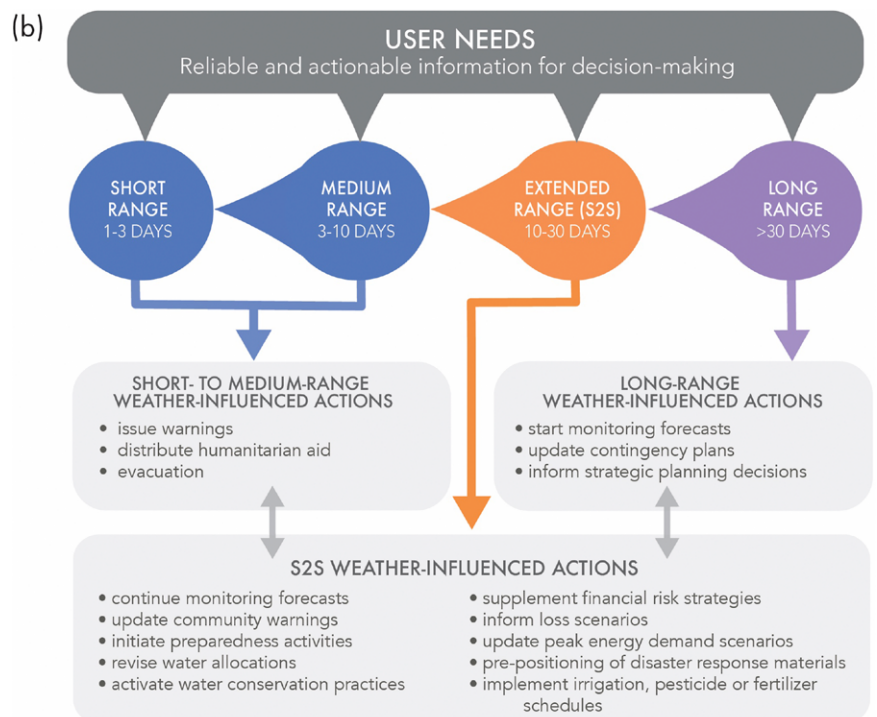 (b)
USER NEEDS
Reliable and actionable information for decision-making
SHORT
RANGE
1-3 DAYS
MEDIUM
RANGE
3-10 DAYS
EXTENDED
RANGE (S2S)
10-30 DAYS
LONG
RANGE
>30 DAYS
SHORT- TO MEDIUM-RANGE
WEATHER-INFLUENCED ACTIONS
• issue warnings
• distribute humanitarian aid
• evacuation
LONG-RANGE
WEATHER-INFLUENCED ACTIONS
• start monitoring forecasts
• update contingency plans
• inform strategic planning decisions
S2S WEATHER-INFLUENCED ACTIONS
• continue monitoring forecasts
• update community warnings
• initiate preparedness activities
• revise water allocations
• activate water conservation practices
• supplement financial risk strategies
• inform loss scenarios
• update peak energy demand scenarios
• pre-positioning of disaster response materials
• implement irrigation, pesticide or fertilizer
schedules